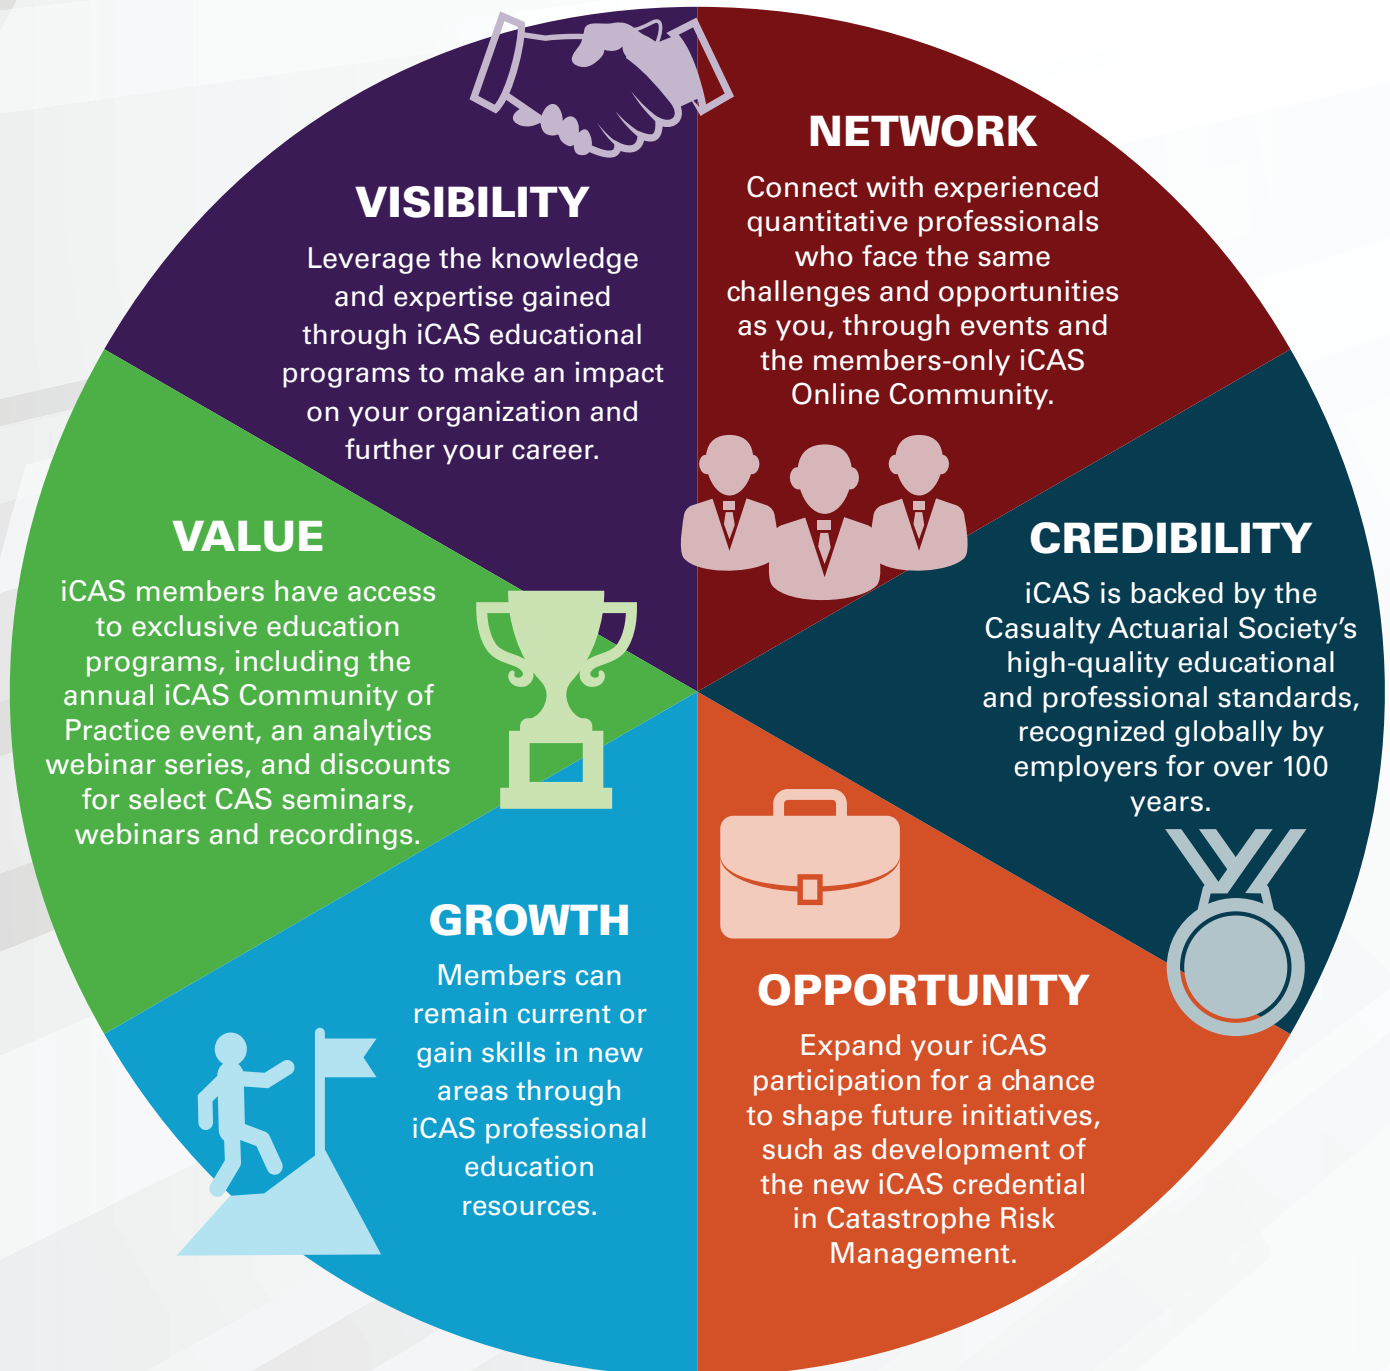 NETWORK
Connect with experienced
quantitative professionals
who face the same
challenges and opportunities
as you, through events and
the members-only iCAS
Online Community.
CREDIBILITY
iCAS is backed by the
Casualty Actuarial Society’s
high-quality educational
and professional standards,
recognized globally by
employers for over 100
years.
OPPORTUNITY
Expand your iCAS
participation for a chance
to shape future initiatives,
such as development of
the new iCAS credential
in Catastrophe Risk
Management.
GROWTH
Members can
remain current or
gain skills in new
areas through
iCAS professional
education
resources.
VALUE
iCAS members have access
to exclusive education
programs, including the
annual iCAS Community of
Practice event, an analytics
webinar series, and discounts
for select CAS seminars,
webinars and recordings.
VISIBILITY
Leverage the knowledge
and expertise gained
through iCAS educational
programs to make an impact
on your organization and
further your career.